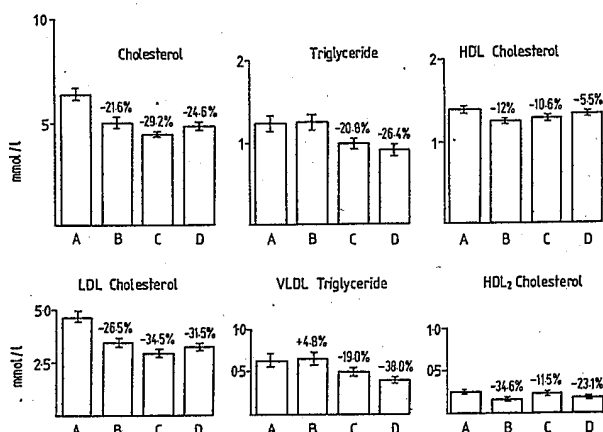 10
5
mmol/l
Cholesterol
-21.6%
-29.2%
-24.6%
A B C D
2
1
Triglyceride
-20.8%
-26.4%
A B C D
2
1
HDL Cholesterol
-12%
-10.6%
-5.5%
A B C D
LDL Cholesterol
5·0
2·5
mmol/l
-26·5%
-34·5%
-31·5%
A B C D
VLDL Triglyceride
1·0
0·5
+4.8%
-19·0%
-38·0%
A B C D
HDL₂ Cholesterol
1·0
0·5
-34·6%
-11·5%
-23·1%
A B C D